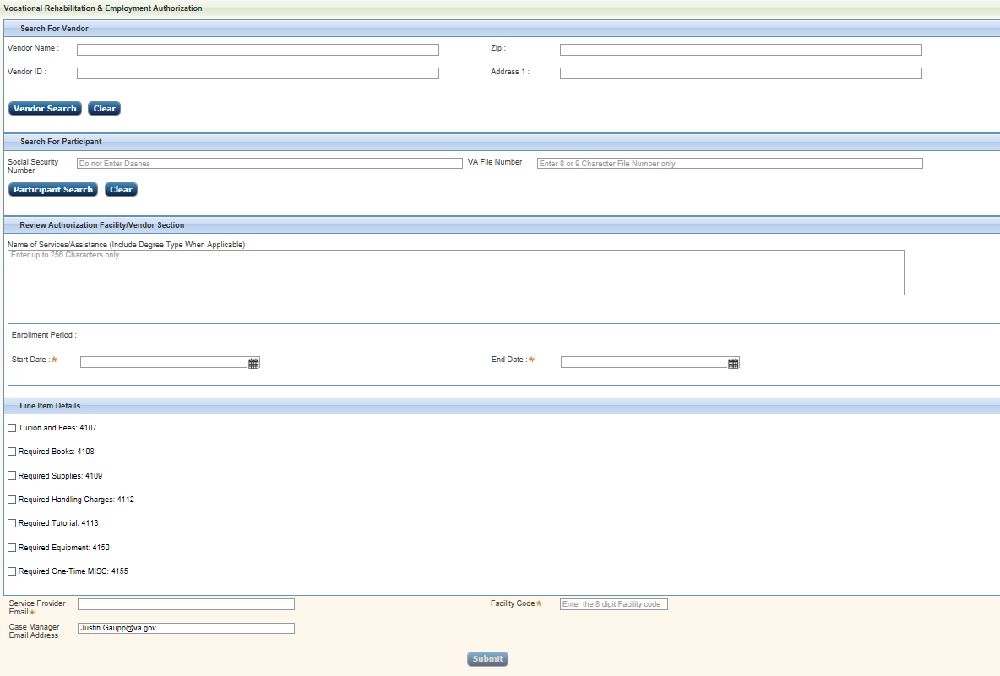 Vocational Rehabilitation & Employment Authorization
Search For Vendor
Vendor Name :
Zip :
Vendor ID :
Address 1 :
Vendor Search
Clear
Search For Participant
Social Security
Number
Do not Enter Dashes
VA File Number
Enter 8 or 9 Charecter File Number only
Participant Search
Clear
Review Authorization Facility/Vendor Section
Name of Services/Assistance (Include Degree Type When Applicable)
Enter up to 256 Characters only
Enrollment Period :
Start Date :*
End Date :*
Line Item Details
Tuition and Fees: 4107
Required Books: 4108
Required Supplies: 4109
Required Handling Charges: 4112
Required Tutorial: 4113
Required Equipment: 4150
Required One-Time MISC: 4155
Service Provider
Email*
Facility Code*
Enter the 8 digit Facility code
Case Manager
Email Address
Justin.Gaupp@va.gov
Submit